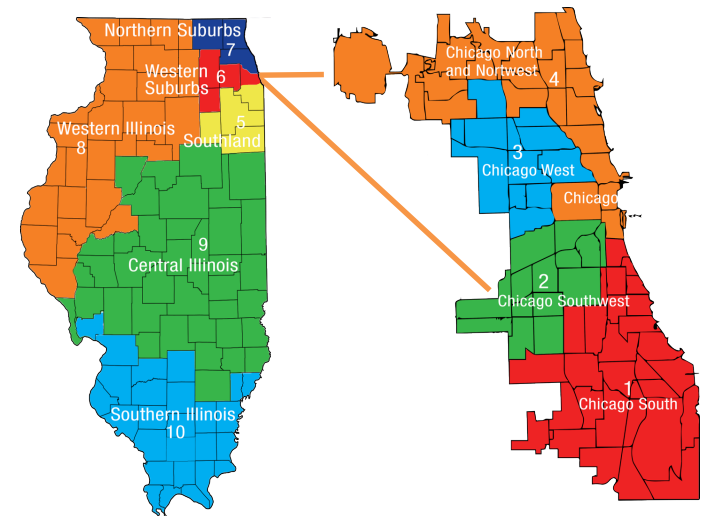 Northern Suburbs
7
Western
Suburbs
6
5
Southland
Western Illinois
8
9
Central Illinois
Southern Illinois
10
Chicago North
and Northwest
4
3
Chicago West
Chicago
2
Chicago Southwest
1
Chicago South